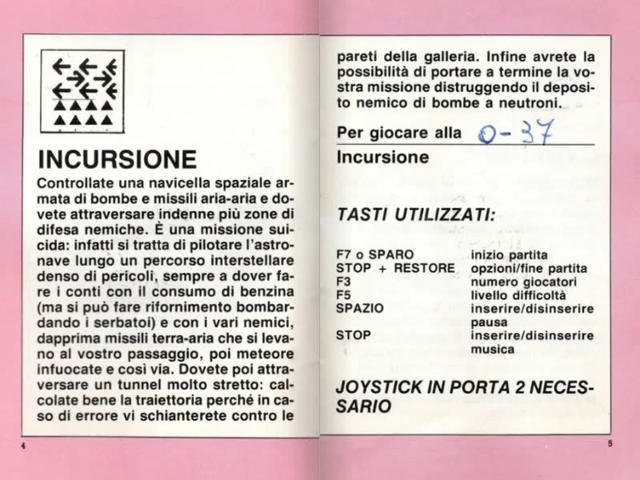 INCURSIONE
Controllate una navicella spaziale ar-
mata di bombe e missili aria-aria e do-
vete attraversare indenne più zone di
difesa nemiche. È una missione sui-
cida: infatti si tratta di pilotare l'astro-
nave lungo un percorso interstellare
denso di pericoli, sempre a dover fa-
re i conti con il consumo di benzina
(ma si può fare rifornimento bombar-
dando i serbatoi) e con i vari nemici,
dapprima missili terra-aria che si leva-
no al vostro passaggio, poi meteore
infuocate e così via. Dovete poi attra-
versare un tunnel molto stretto: cal-
colate bene la traiettoria perché in ca-
so di errore vi schianterete contro le
4
pareti della galleria. Infine avrete la
possibilità di portare a termine la vo-
stra missione distruggendo il deposi-
to nemico di bombe a neutroni.
Per giocare alla 0-37
Incursione
TASTI UTILIZZATI:
F7 o SPARO inizio partita
STOP + RESTORE opzioni/fine partita
F3 numero giocatori
F5 livello difficoltà
SPAZIO inserire/disinserire
pausa
STOP inserire/disinserire
musica
JOYSTICK IN PORTA 2 NECES-
SARIO
5